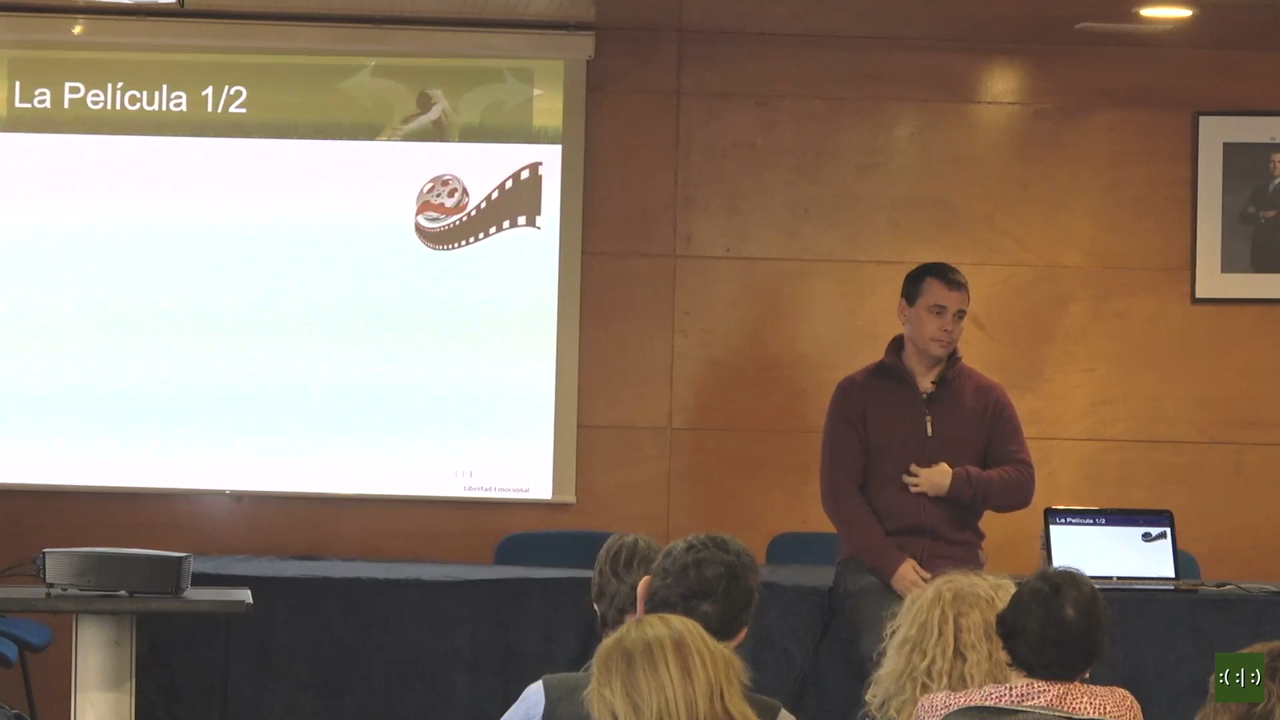 La Película 1/2
:( :| :)
Libertad Emocional
La Película 1/2
:( :| :)